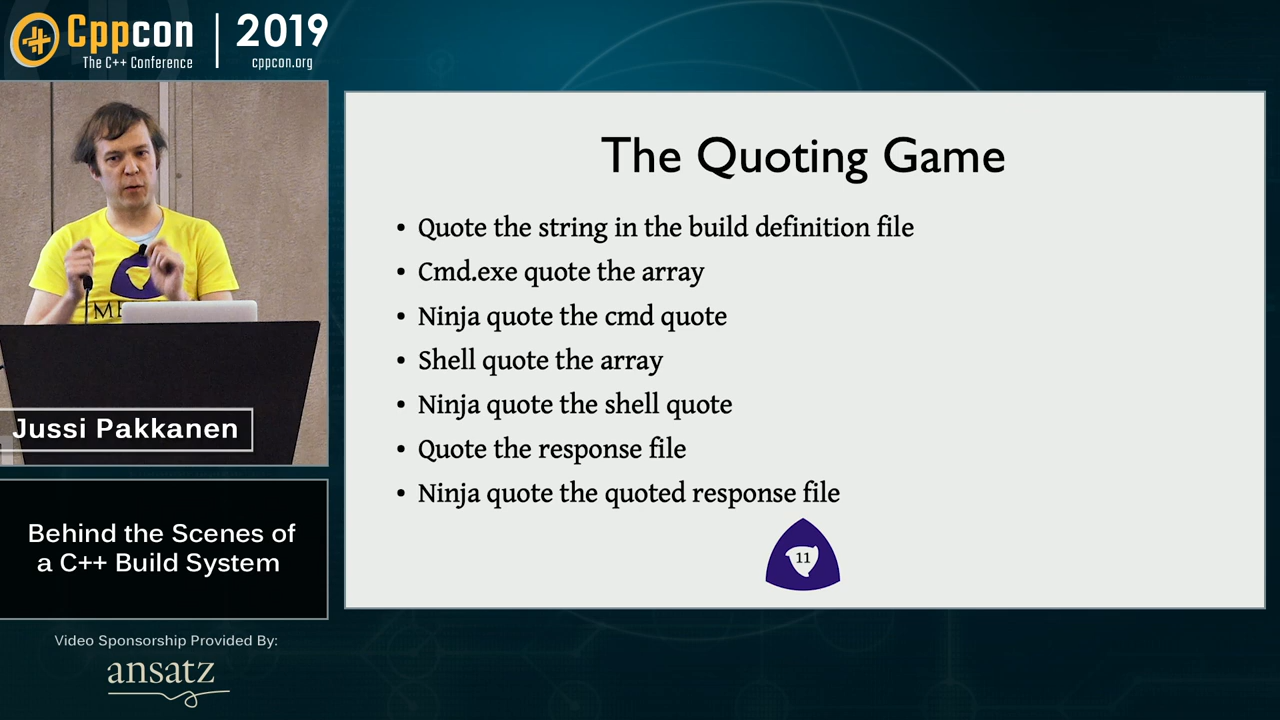 Cppcon
The C++ Conference
2019
cppcon.org
Jussi Pakkanen
Behind the Scenes of
a C++ Build System
Video Sponsorship Provided By:
ansatz
The Quoting Game
• Quote the string in the build definition file
• Cmd.exe quote the array
• Ninja quote the cmd quote
• Shell quote the array
• Ninja quote the shell quote
• Quote the response file
• Ninja quote the quoted response file
11